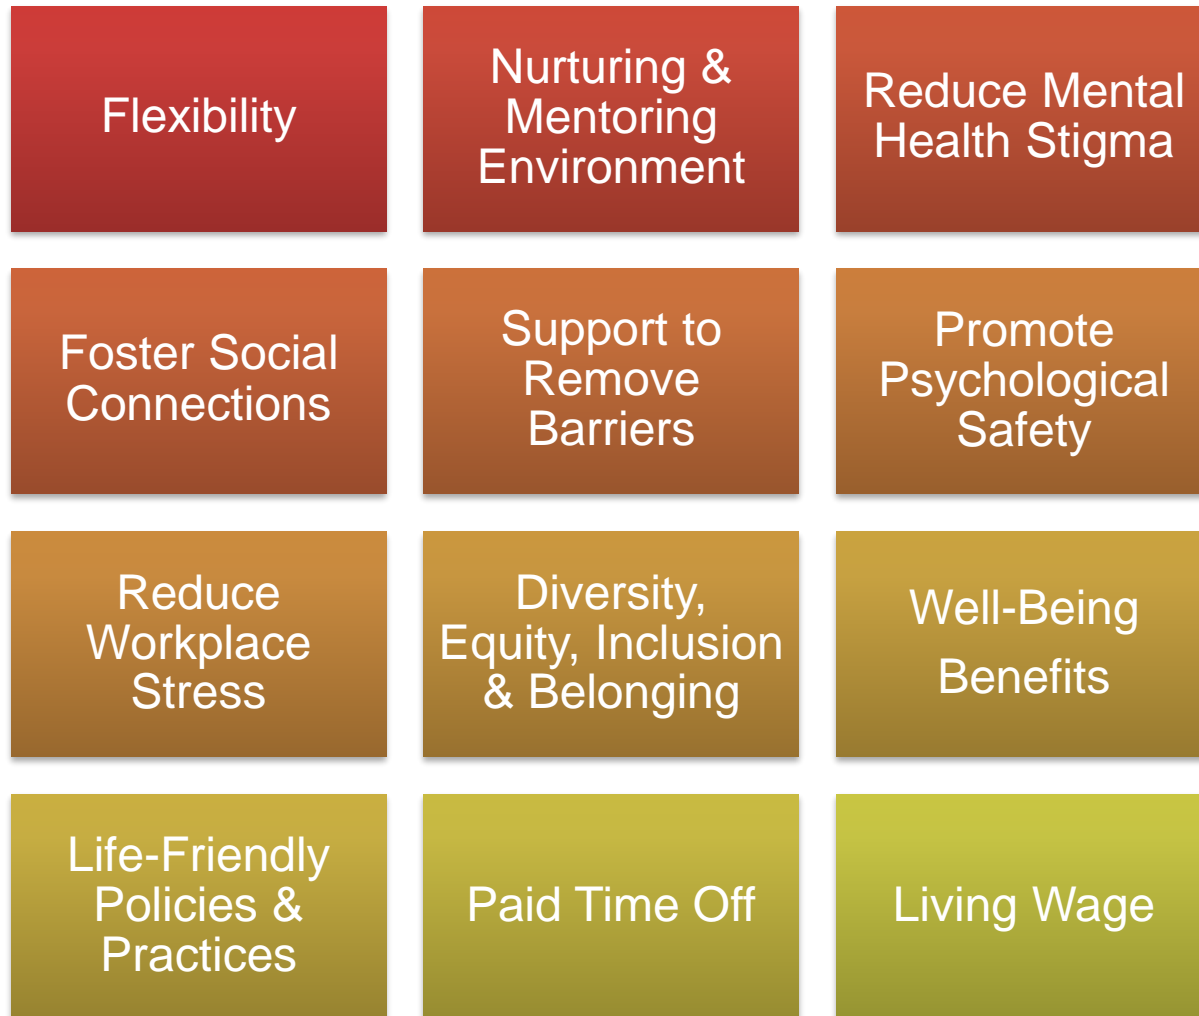 Flexibility
Nurturing &
Mentoring
Environment
Reduce Mental
Health Stigma
Foster Social
Connections
Support to
Remove
Barriers
Promote
Psychological
Safety
Reduce
Workplace
Stress
Diversity,
Equity, Inclusion
& Belonging
Well-Being
Benefits
Life-Friendly
Policies &
Practices
Paid Time Off
Living Wage